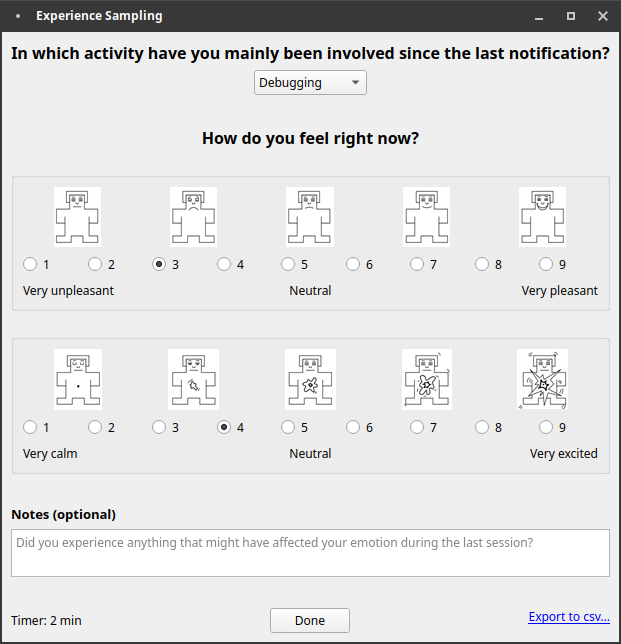 Experience Sampling
In which activity have you mainly been involved since the last notification?
Debugging
How do you feel right now?
1 2 3 4 5 6 7 8 9
Very unpleasant Neutral Very pleasant
1 2 3 4 5 6 7 8 9
Very calm Neutral Very excited
Notes (optional)
Did you experience anything that might have affected your emotion during the last session?
Timer: 2 min Done Export to csv...